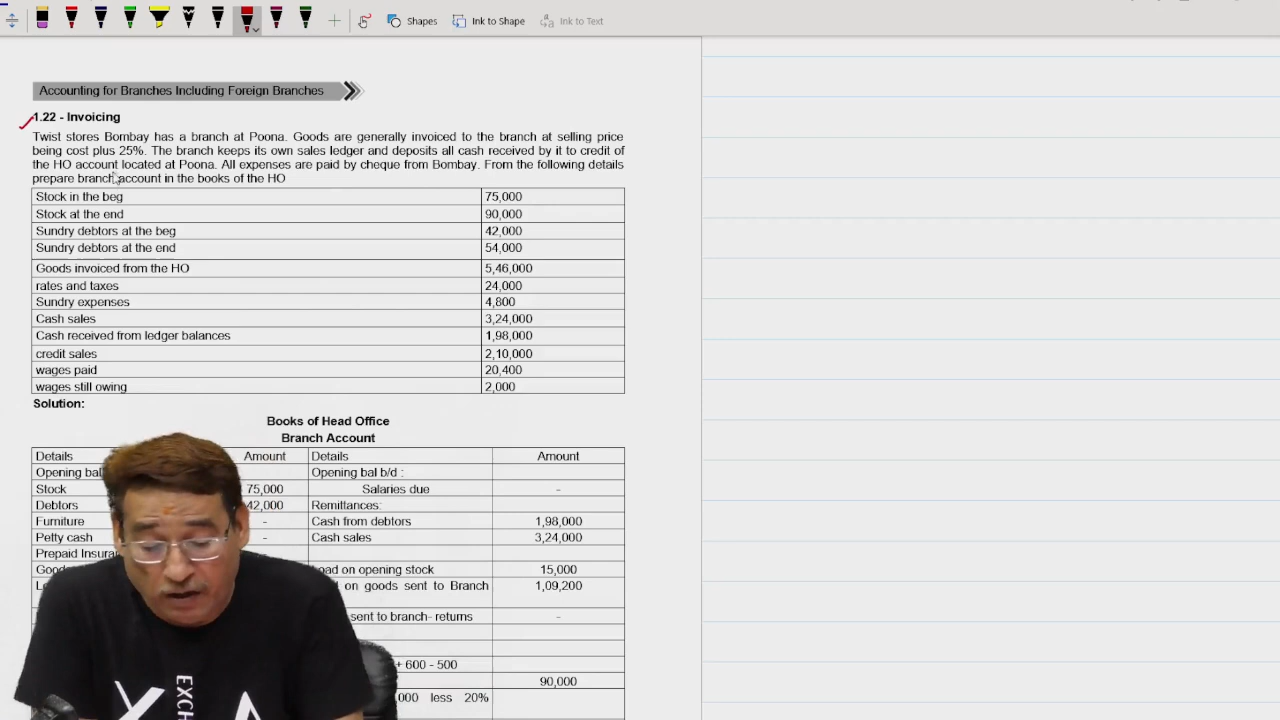 Shapes Ink to Shape Ink to Text
Accounting for Branches Including Foreign Branches
1.22 - Invoicing
Twist stores Bombay has a branch at Poona. Goods are generally invoiced to the branch at selling price
being cost plus 25%. The branch keeps its own sales ledger and deposits all cash received by it to credit of
the HO account located at Poona. All expenses are paid by cheque from Bombay. From the following details
prepare branch account in the books of the HO
Stock in the beg 75,000
Stock at the end 90,000
Sundry debtors at the beg 42,000
Sundry debtors at the end 54,000
Goods invoiced from the HO 5,46,000
rates and taxes 24,000
Sundry expenses 4,800
Cash sales 3,24,000
Cash received from ledger balances 1,98,000
credit sales 2,10,000
wages paid 20,400
wages still owing 2,000
Solution:
Books of Head Office
Branch Account
Details Amount Details Amount
Opening bal Opening bal b/d :
Stock 75,000 Salaries due -
Debtors 42,000 Remittances:
Furniture - Cash from debtors 1,98,000
Petty cash - Cash sales 3,24,000
Prepaid
on opening stock 15,000
on goods sent to Branch 1,09,200
sent to branch- returns -
+ 600 - 500
90,000
less 20%